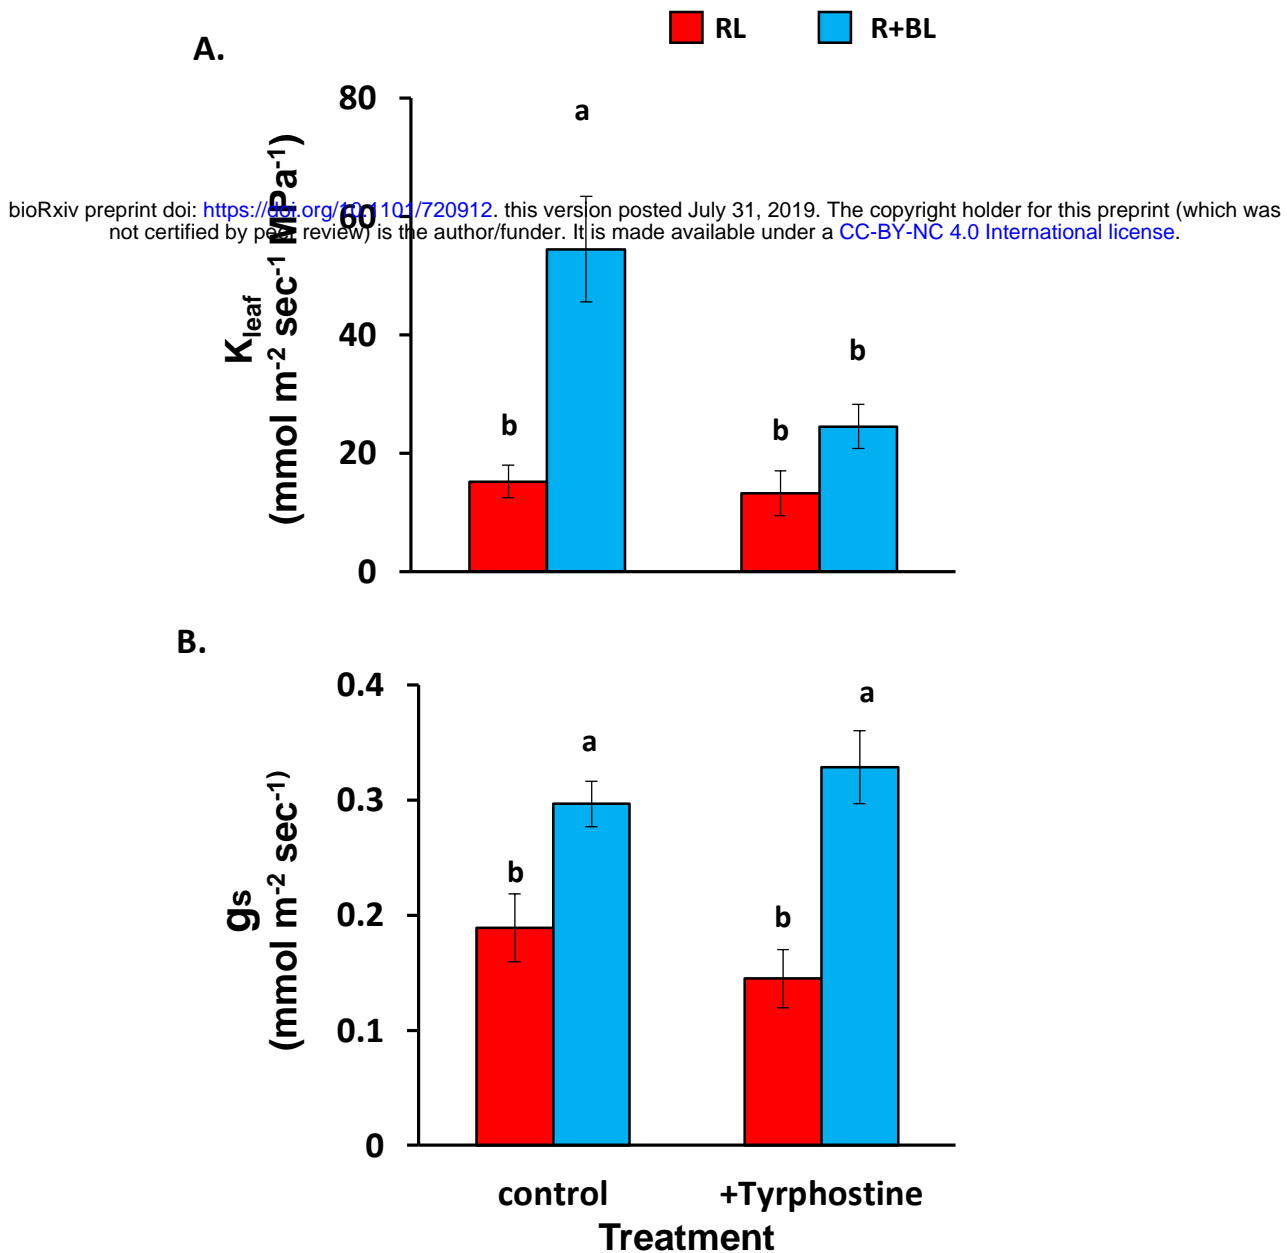 RL R+BL
A.
80
a
bioRxiv preprint doi: https://doi.org/10.1101/720912. this version posted July 31, 2019. The copyright holder for this preprint (which was
not certified by peer review) is the author/funder. It is made available under a CC-BY-NC 4.0 International license.
60
40
20
0
b
b
b
Kleaf
(mmol m-2 sec-1 MPa-1)
B.
0.4
0.3
0.2
0.1
0
a
a
b
b
gs
(mmol m-2 sec-1)
control +Tyrphostine
Treatment